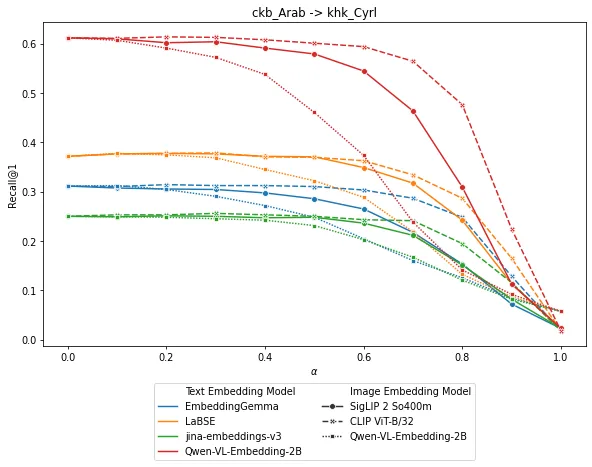 ckb_Arab -> khk_Cyrl
Recall@1
0.6
0.5
0.4
0.3
0.2
0.1
0.0
0.0 0.2 0.4 0.6 0.8 1.0
α
Text Embedding Model Image Embedding Model
EmbeddingGemma SigLIP 2 So400m
LaBSE CLIP ViT-B/32
jina-embeddings-v3 Qwen-VL-Embedding-2B
Qwen-VL-Embedding-2B